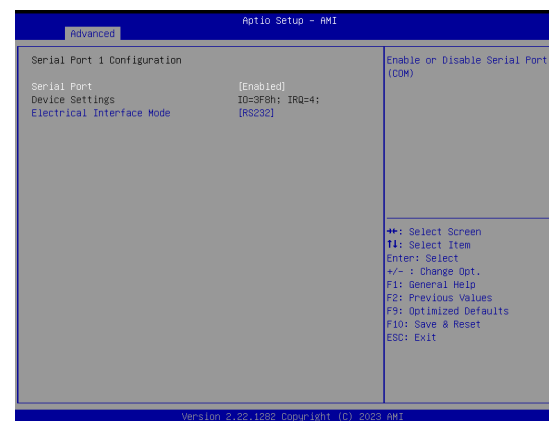 Aptio Setup – AMI
Advanced
Serial Port 1 Configuration
Serial Port [Enabled]
Device Settings IO=3F8h; IRQ=4;
Electrical Interface Mode [RS232]
Enable or Disable Serial Port
(COM)
→←: Select Screen
↑↓: Select Item
Enter: Select
+/- : Change Opt.
F1: General Help
F2: Previous Values
F9: Optimized Defaults
F10: Save & Reset
ESC: Exit
Version 2.22.1282 Copyright (C) 2023 AMI